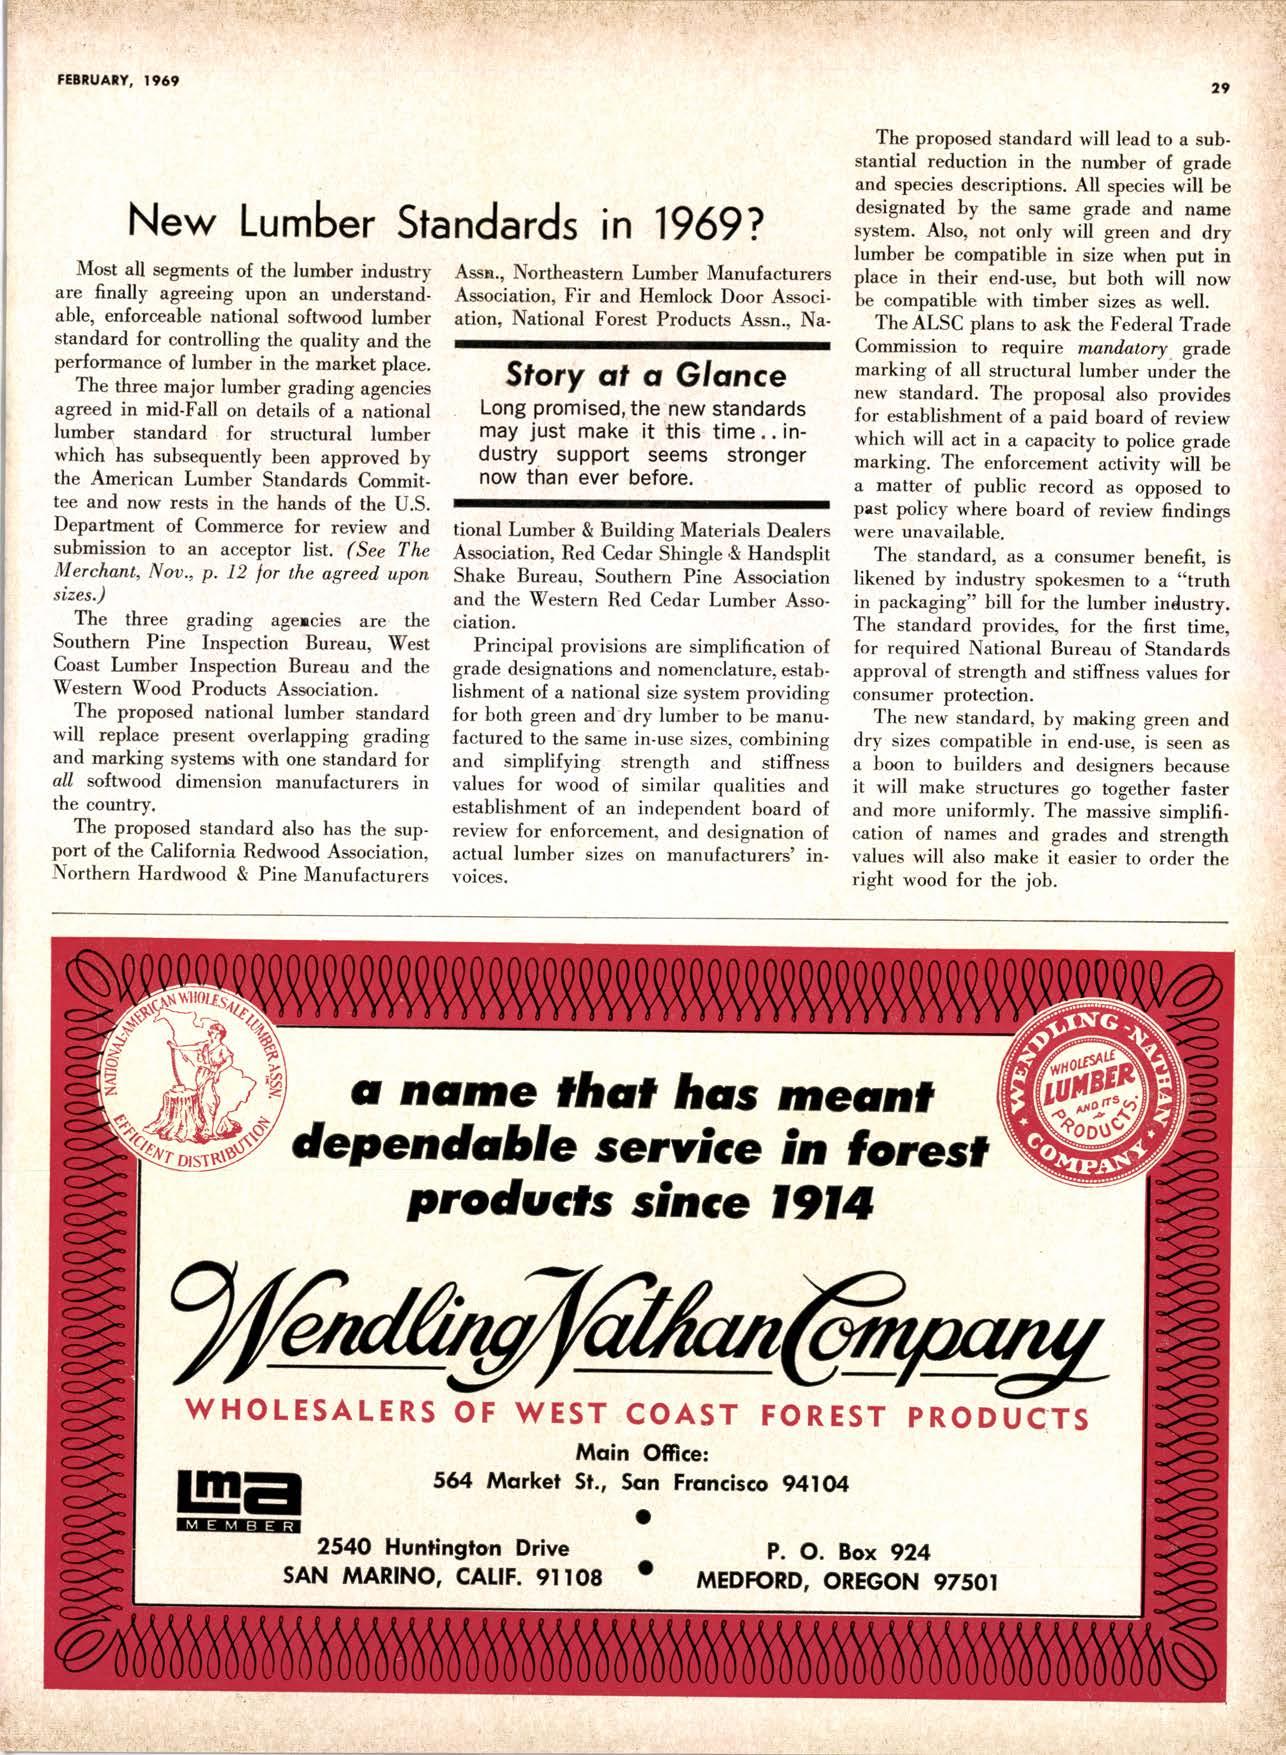 FEBRUARY, 1969
29
New Lumber Standards in 1969?
Most all segments of the lumber industry
are finally agreeing upon an understand-
able, enforceable national softwood lumber
standard for controlling the quality and the
performance of lumber in the market place.
The three major lumber grading agencies
agreed in mid-Fall on details of a national
lumber standard for structural lumber
which has subsequently been approved by
the American Lumber Standards Commit-
tee and now rests in the hands of the U.S.
Department of Commerce for review and
submission to an acceptor list. (See The
Merchant, Nov., p. 12 for the agreed upon
sizes.)
The three grading agencies are the
Southern Pine Inspection Bureau, West
Coast Lumber Inspection Bureau and the
Western Wood Products Association.
The proposed national lumber standard
will replace present overlapping grading
and marking systems with one standard for
all softwood dimension manufacturers in
the country.
The proposed standard also has the sup-
port of the California Redwood Association,
Northern Hardwood & Pine Manufacturers
Assn., Northeastern Lumber Manufacturers
Association, Fir and Hemlock Door Associ-
ation, National Forest Products Assn., Na-
Story at a Glance
Long promised, the new standards
may just make it this time . . in-
dustry support seems stronger
now than ever before.
tional Lumber & Building Materials Dealers
Association, Red Cedar Shingle & Handsplit
Shake Bureau, Southern Pine Association
and the Western Red Cedar Lumber Asso-
ciation.
Principal provisions are simplification of
grade designations and nomenclature, estab-
lishment of a national size system providing
for both green and dry lumber to be manu-
factured to the same in-use sizes, combining
and simplifying strength and stiffness
values for wood of similar qualities and
establishment of an independent board of
review for enforcement, and designation of
actual lumber sizes on manufacturers' in-
voices.
The proposed standard will lead to a sub-
stantial reduction in the number of grade
and species descriptions. All species will be
designated by the same grade and name
system. Also, not only will green and dry
lumber be compatible in size when put in
place in their end-use, but both will now
be compatible with timber sizes as well.
The ALSC plans to ask the Federal Trade
Commission to require mandatory grade
marking of all structural lumber under the
new standard. The proposal also provides
for establishment of a paid board of review
which will act in a capacity to police grade
marking. The enforcement activity will be
a matter of public record as opposed to
past policy where board of review findings
were unavailable.
The standard, as a consumer benefit, is
likened by industry spokesmen to a "truth
in packaging" bill for the lumber industry.
The standard provides, for the first time,
for required National Bureau of Standards
approval of strength and stiffness values for
consumer protection.
The new standard, by making green and
dry sizes compatible in end-use, is seen as
a boon to builders and designers because
it will make structures go together faster
and more uniformly. The massive simplifi-
cation of names and grades and strength
values will also make it easier to order the
right wood for the job.
NATIONAL-AMERICAN WHOLESALE LUMBER ASSN.
EFFICIENT DISTRIBUTION
WENDLING-NATHAN
COMPANY
WHOLESALE
LUMBER
AND ITS
PRODUCTS.
a name that has meant
dependable service in forest
products since 1914
Wendling Nathan Company
WHOLESALERS OF WEST COAST FOREST PRODUCTS
Main Office:
564 Market St., San Francisco 94104
lma
MEMBER
2540 Huntington Drive
SAN MARINO, CALIF. 91108
P. O. Box 924
MEDFORD, OREGON 97501